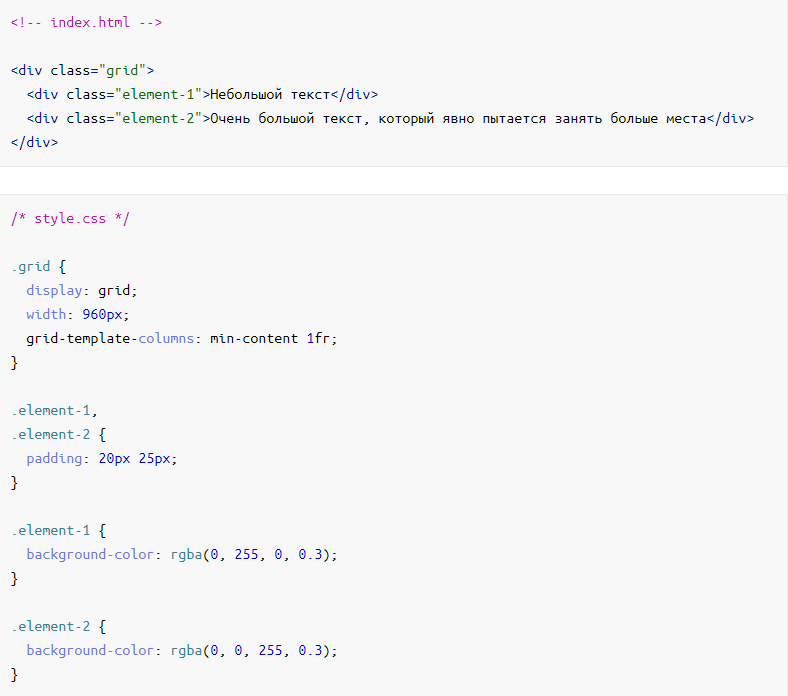 <!-- index.html -->
<div class="grid">
  <div class="element-1">Небольшой текст</div>
  <div class="element-2">Очень большой текст, который явно пытается занять больше места</div>
</div>
/* style.css */
.grid {
  display: grid;
  width: 960px;
  grid-template-columns: min-content 1fr;
}
.element-1,
.element-2 {
  padding: 20px 25px;
}
.element-1 {
  background-color: rgba(0, 255, 0, 0.3);
}
.element-2 {
  background-color: rgba(0, 0, 255, 0.3);
}